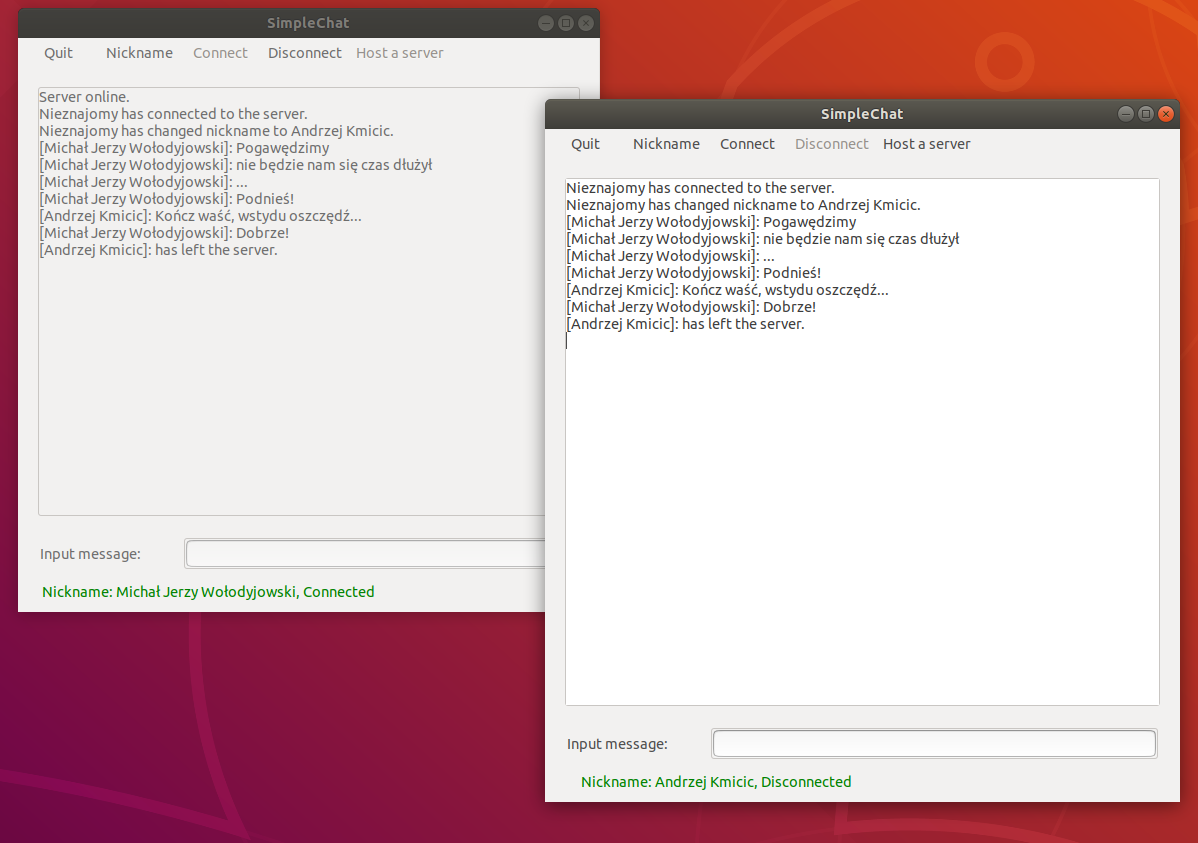 SimpleChat
Quit Nickname Connect Disconnect Host a server
Server online.
Nieznajomy has connected to the server.
Nieznajomy has changed nickname to Andrzej Kmicic.
[Michał Jerzy Wołodyjowski]: Pogawędzimy
[Michał Jerzy Wołodyjowski]: nie będzie nam się czas dłużył
[Michał Jerzy Wołodyjowski]: ...
[Michał Jerzy Wołodyjowski]: Podnieś!
[Andrzej Kmicic]: Kończ waść, wstydu oszczędź...
[Michał Jerzy Wołodyjowski]: Dobrze!
[Andrzej Kmicic]: has left the server.
Input message:
Nickname: Michał Jerzy Wołodyjowski, Connected
SimpleChat
Quit Nickname Connect Disconnect Host a server
Nieznajomy has connected to the server.
Nieznajomy has changed nickname to Andrzej Kmicic.
[Michał Jerzy Wołodyjowski]: Pogawędzimy
[Michał Jerzy Wołodyjowski]: nie będzie nam się czas dłużył
[Michał Jerzy Wołodyjowski]: ...
[Michał Jerzy Wołodyjowski]: Podnieś!
[Andrzej Kmicic]: Kończ waść, wstydu oszczędź...
[Michał Jerzy Wołodyjowski]: Dobrze!
[Andrzej Kmicic]: has left the server.
Input message:
Nickname: Andrzej Kmicic, Disconnected